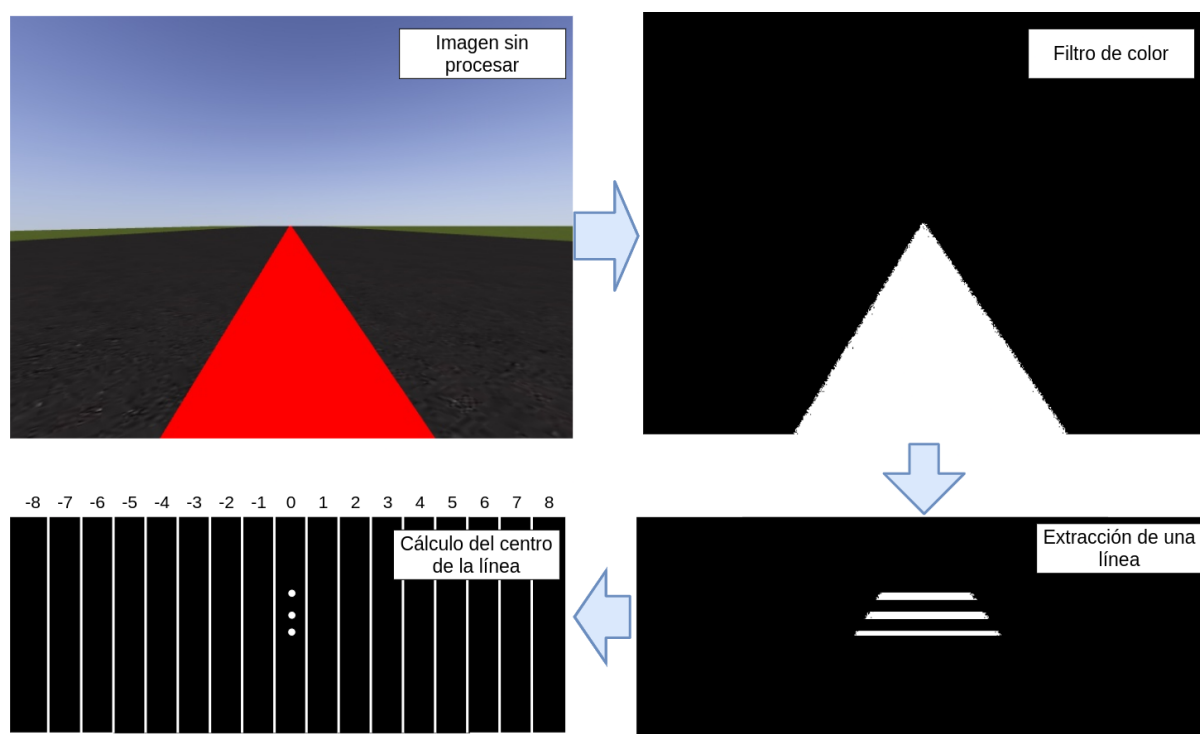 Imagen sin
procesar
Filtro de color
-8 -7 -6 -5 -4 -3 -2 -1 0 1 2 3 4 5 6 7 8
Cálculo del centro
de la línea
Extracción de una
línea